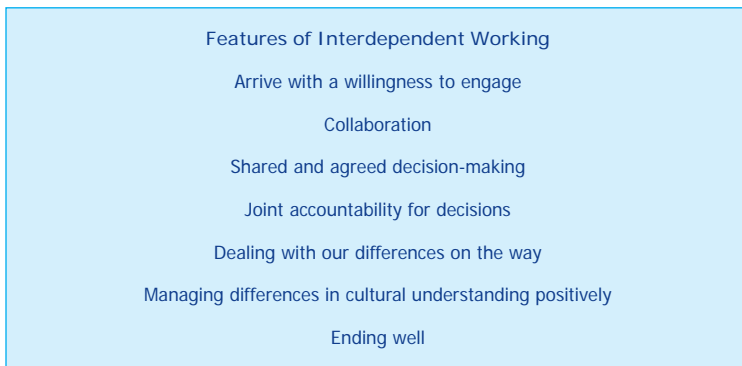 Features of Interdependent Working
Arrive with a willingness to engage
Collaboration
Shared and agreed decision-making
Joint accountability for decisions
Dealing with our differences on the way
Managing differences in cultural understanding positively
Ending well